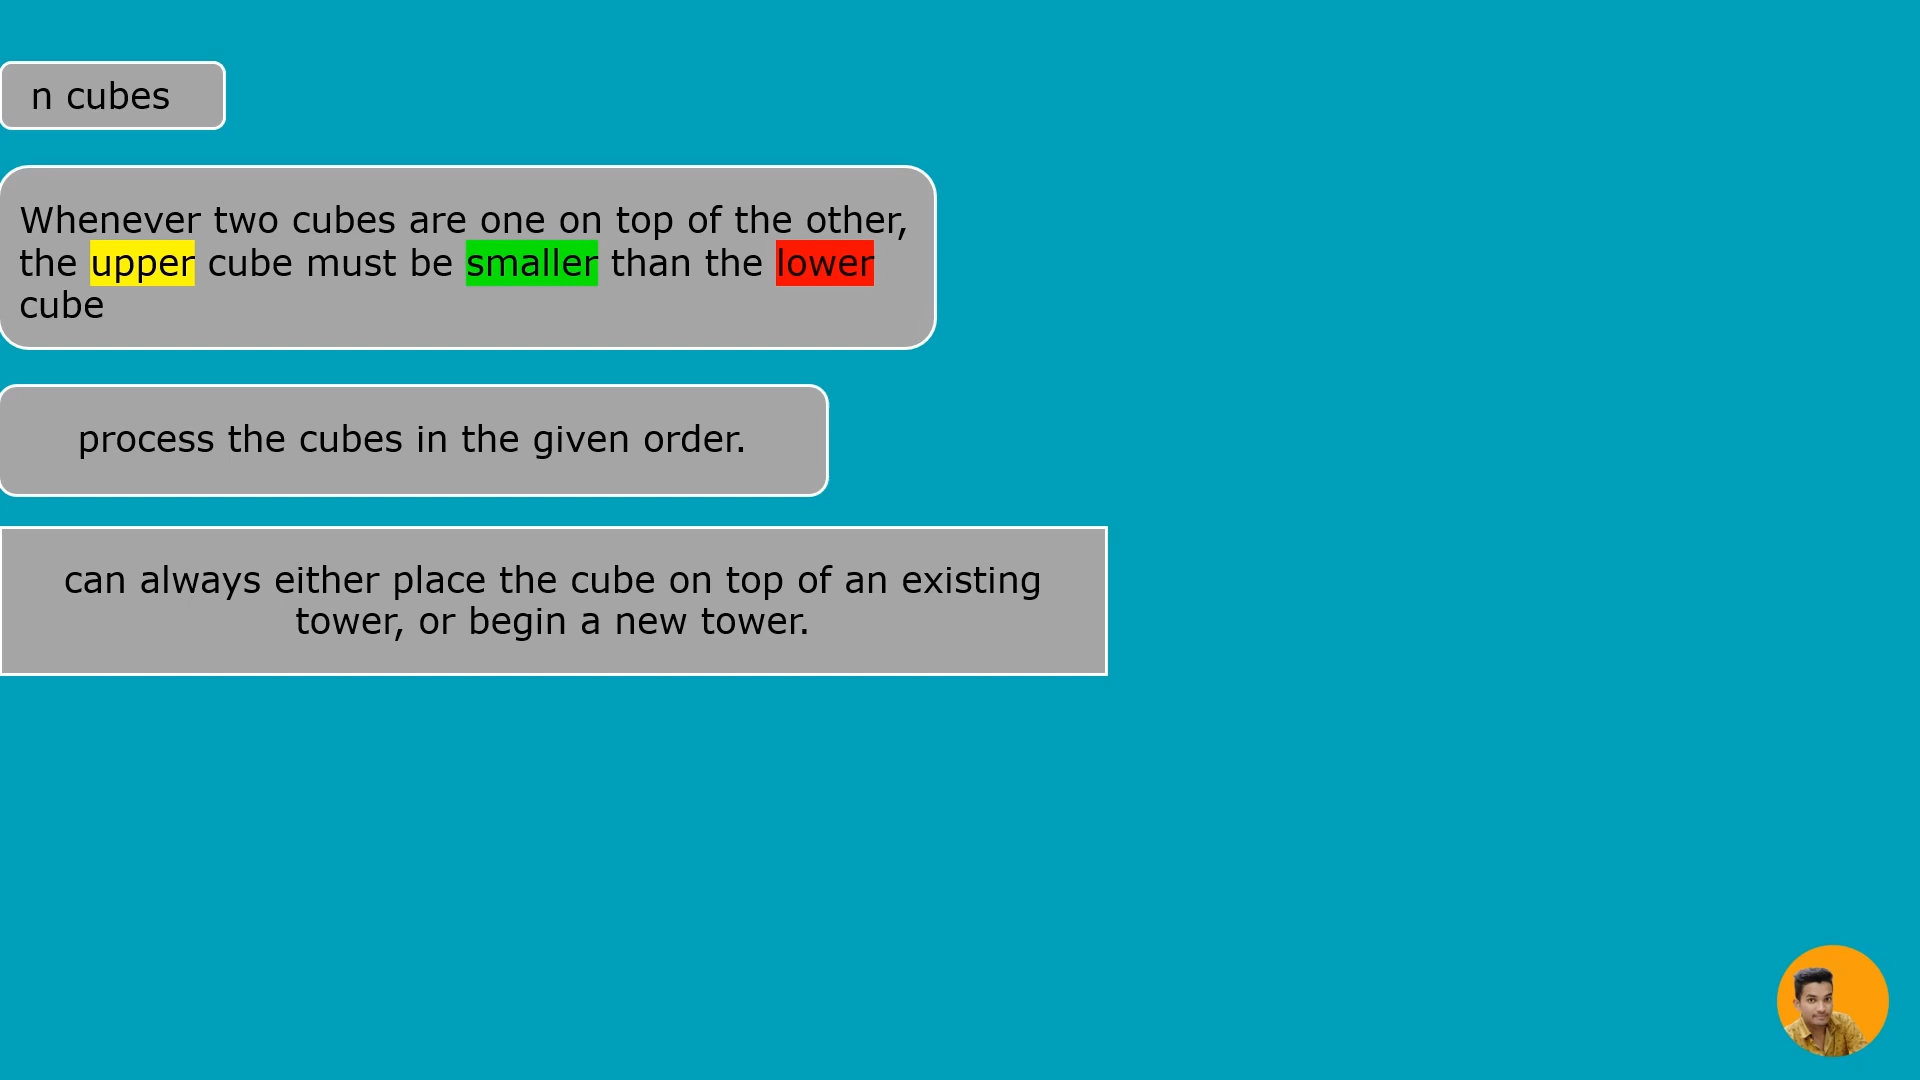 n cubes
Whenever two cubes are one on top of the other,
the upper cube must be smaller than the lower
cube
process the cubes in the given order.
can always either place the cube on top of an existing
tower, or begin a new tower.